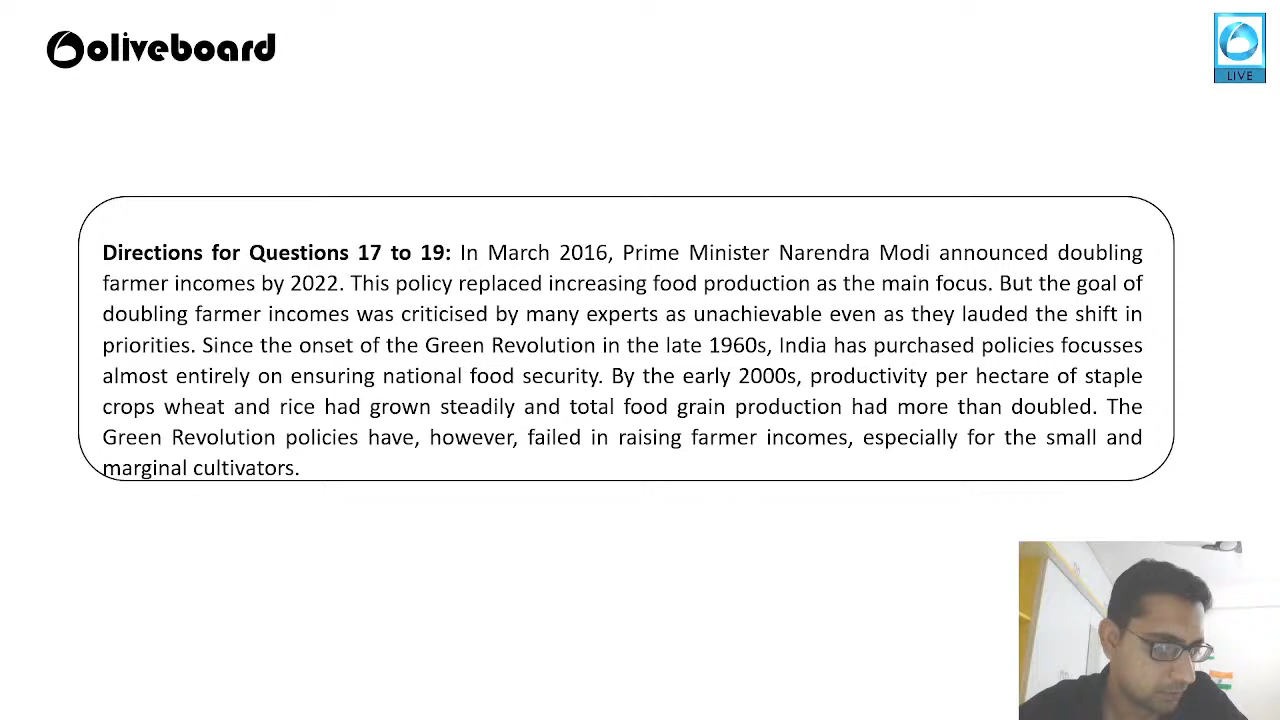 oliveboard
LIVE
Directions for Questions 17 to 19: In March 2016, Prime Minister Narendra Modi announced doubling
farmer incomes by 2022. This policy replaced increasing food production as the main focus. But the goal of
doubling farmer incomes was criticised by many experts as unachievable even as they lauded the shift in
priorities. Since the onset of the Green Revolution in the late 1960s, India has purchased policies focusses
almost entirely on ensuring national food security. By the early 2000s, productivity per hectare of staple
crops wheat and rice had grown steadily and total food grain production had more than doubled. The
Green Revolution policies have, however, failed in raising farmer incomes, especially for the small and
marginal cultivators.